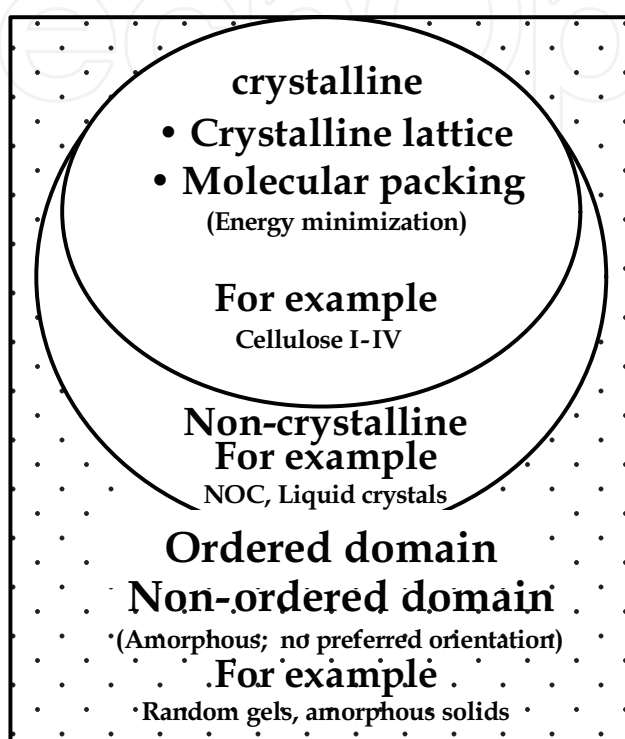 crystalline
• Crystalline lattice
• Molecular packing
(Energy minimization)
For example
Cellulose I-IV
Non-crystalline
For example
NOC, Liquid crystals
Ordered domain
Non-ordered domain
(Amorphous; no preferred orientation)
For example
Random gels, amorphous solids